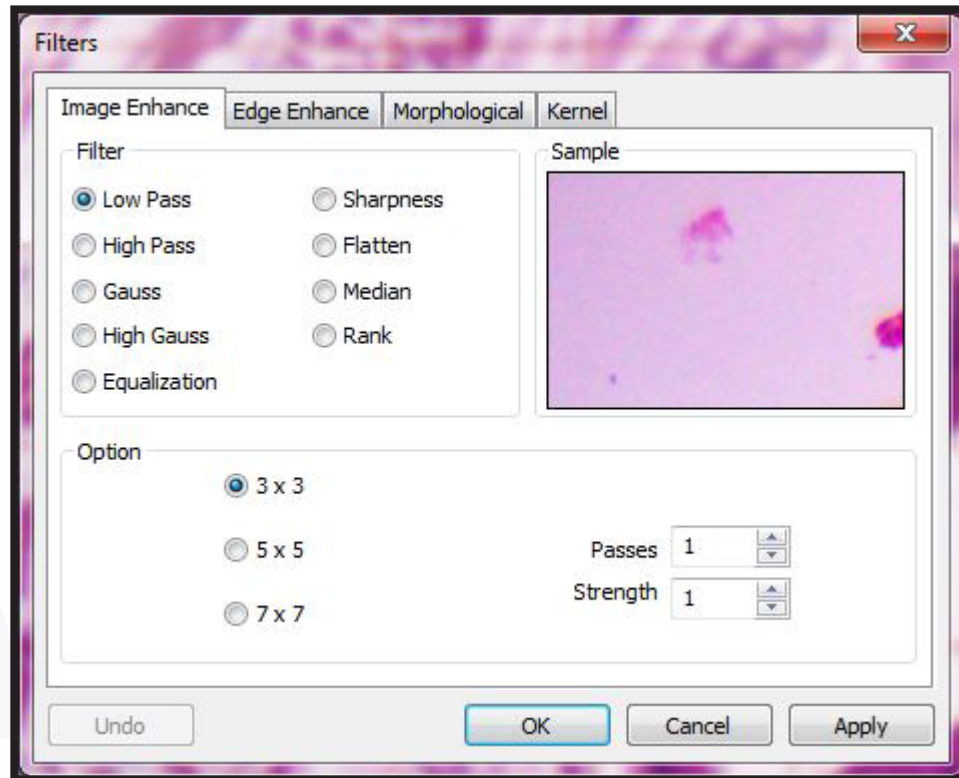 Filters
Image Enhance Edge Enhance Morphological Kernel
Filter
Low Pass
High Pass
Gauss
High Gauss
Equalization
Sharpness
Flatten
Median
Rank
Sample
Option
3 x 3
5 x 5
7 x 7
Passes 1
Strength 1
Undo OK Cancel Apply